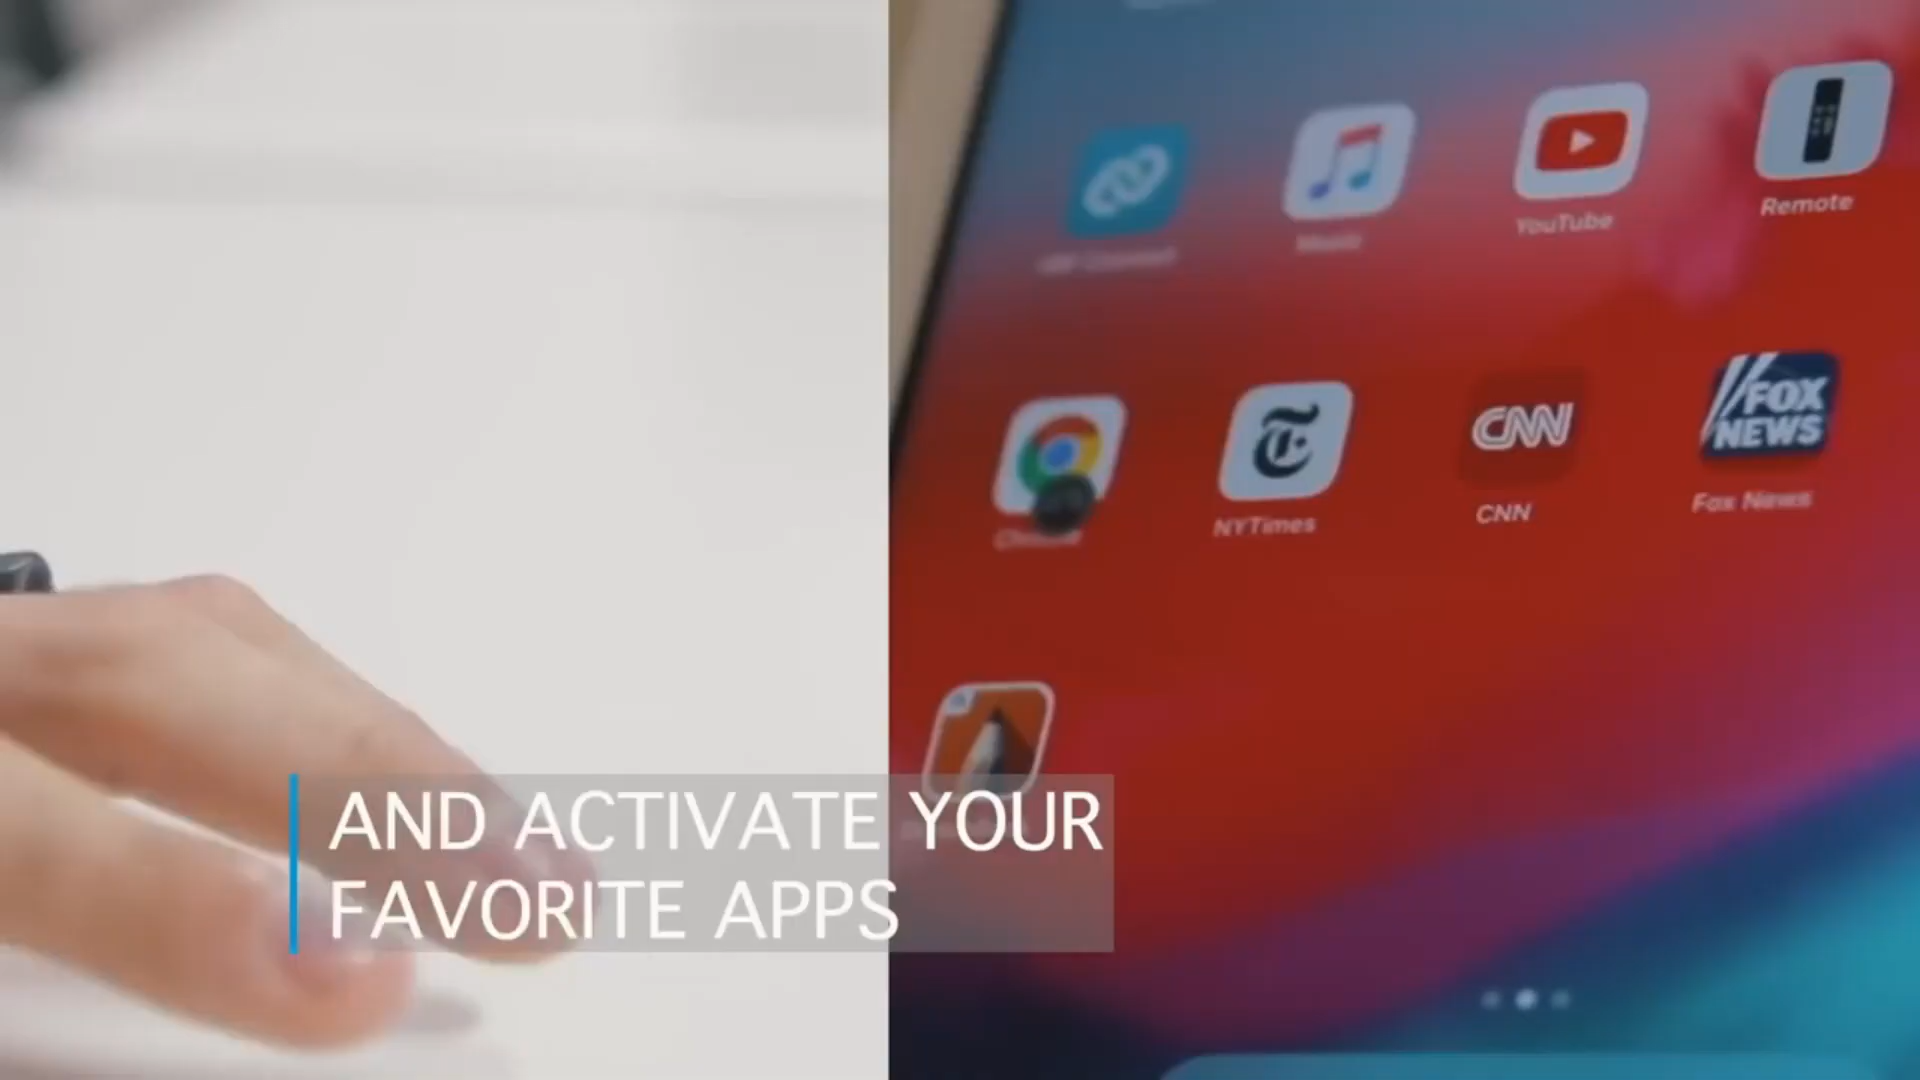 YouTube
Remote
FOX
NEWS
CNN
NYTimes
CNN
Fox News
AND ACTIVATE YOUR
FAVORITE APPS